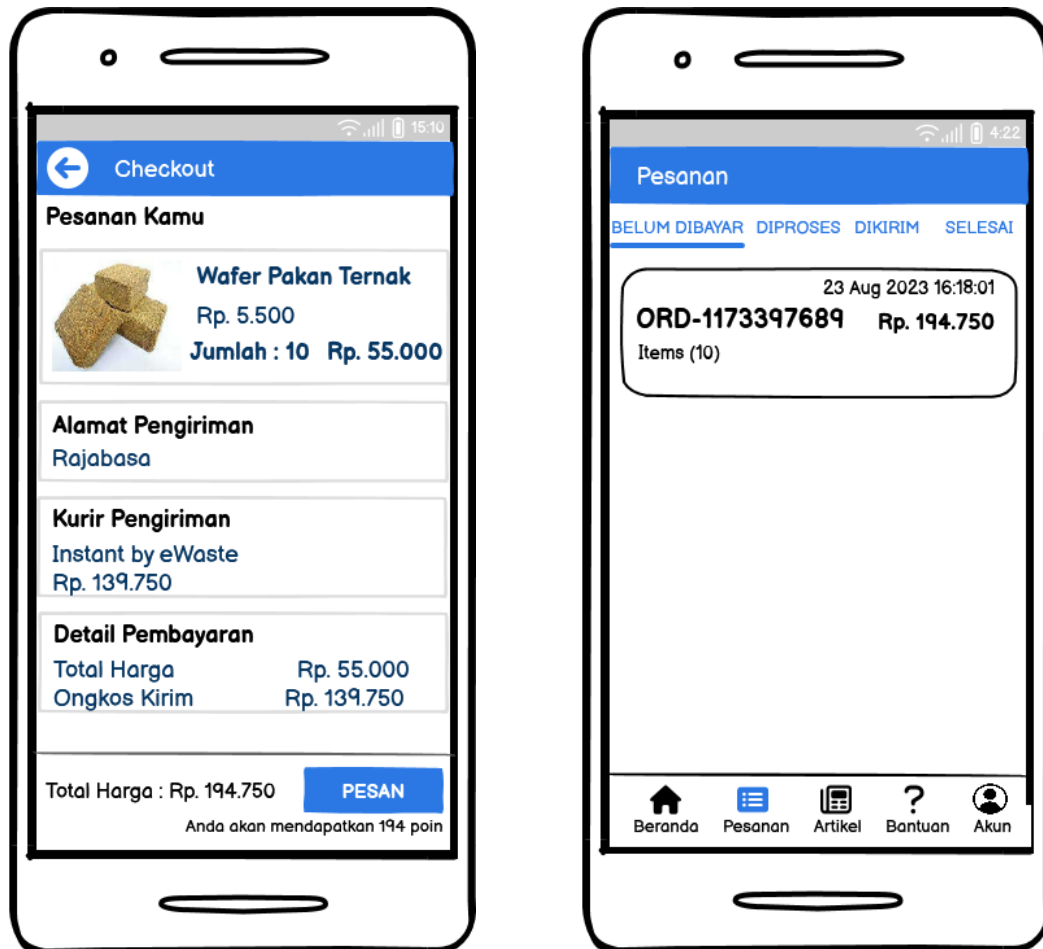 15:10
Checkout
Pesanan Kamu
Wafer Pakan Ternak
Rp. 5.500
Jumlah : 10 Rp. 55.000
Alamat Pengiriman
Rajabasa
Kurir Pengiriman
Instant by eWaste
Rp. 139.750
Detail Pembayaran
Total Harga Rp. 55.000
Ongkos Kirim Rp. 139.750
Total Harga : Rp. 194.750 PESAN
Anda akan mendapatkan 194 poin
4:22
Pesanan
BELUM DIBAYAR DIPROSES DIKIRIM SELESAI
23 Aug 2023 16:18:01
ORD-1173397689 Rp. 194.750
Items (10)
Beranda Pesanan Artikel Bantuan Akun